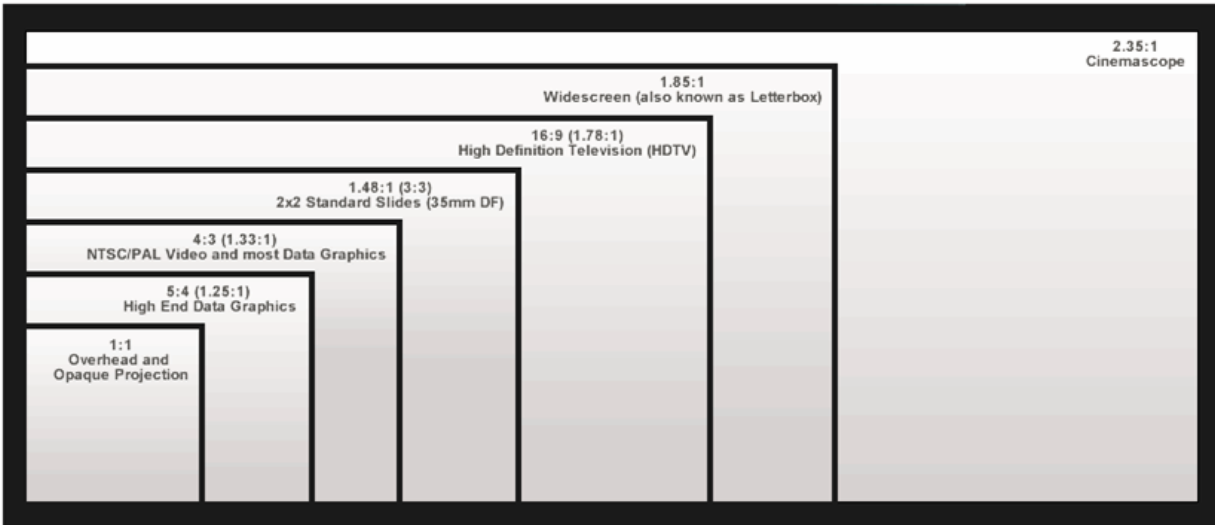 2.35:1
Cinemascope
1.85:1
Widescreen (also known as Letterbox)
16:9 (1.78:1)
High Definition Television (HDTV)
1.48:1 (3:3)
2x2 Standard Slides (35mm DF)
4:3 (1.33:1)
NTSC/PAL Video and most Data Graphics
5:4 (1.25:1)
High End Data Graphics
1:1
Overhead and
Opaque Projection